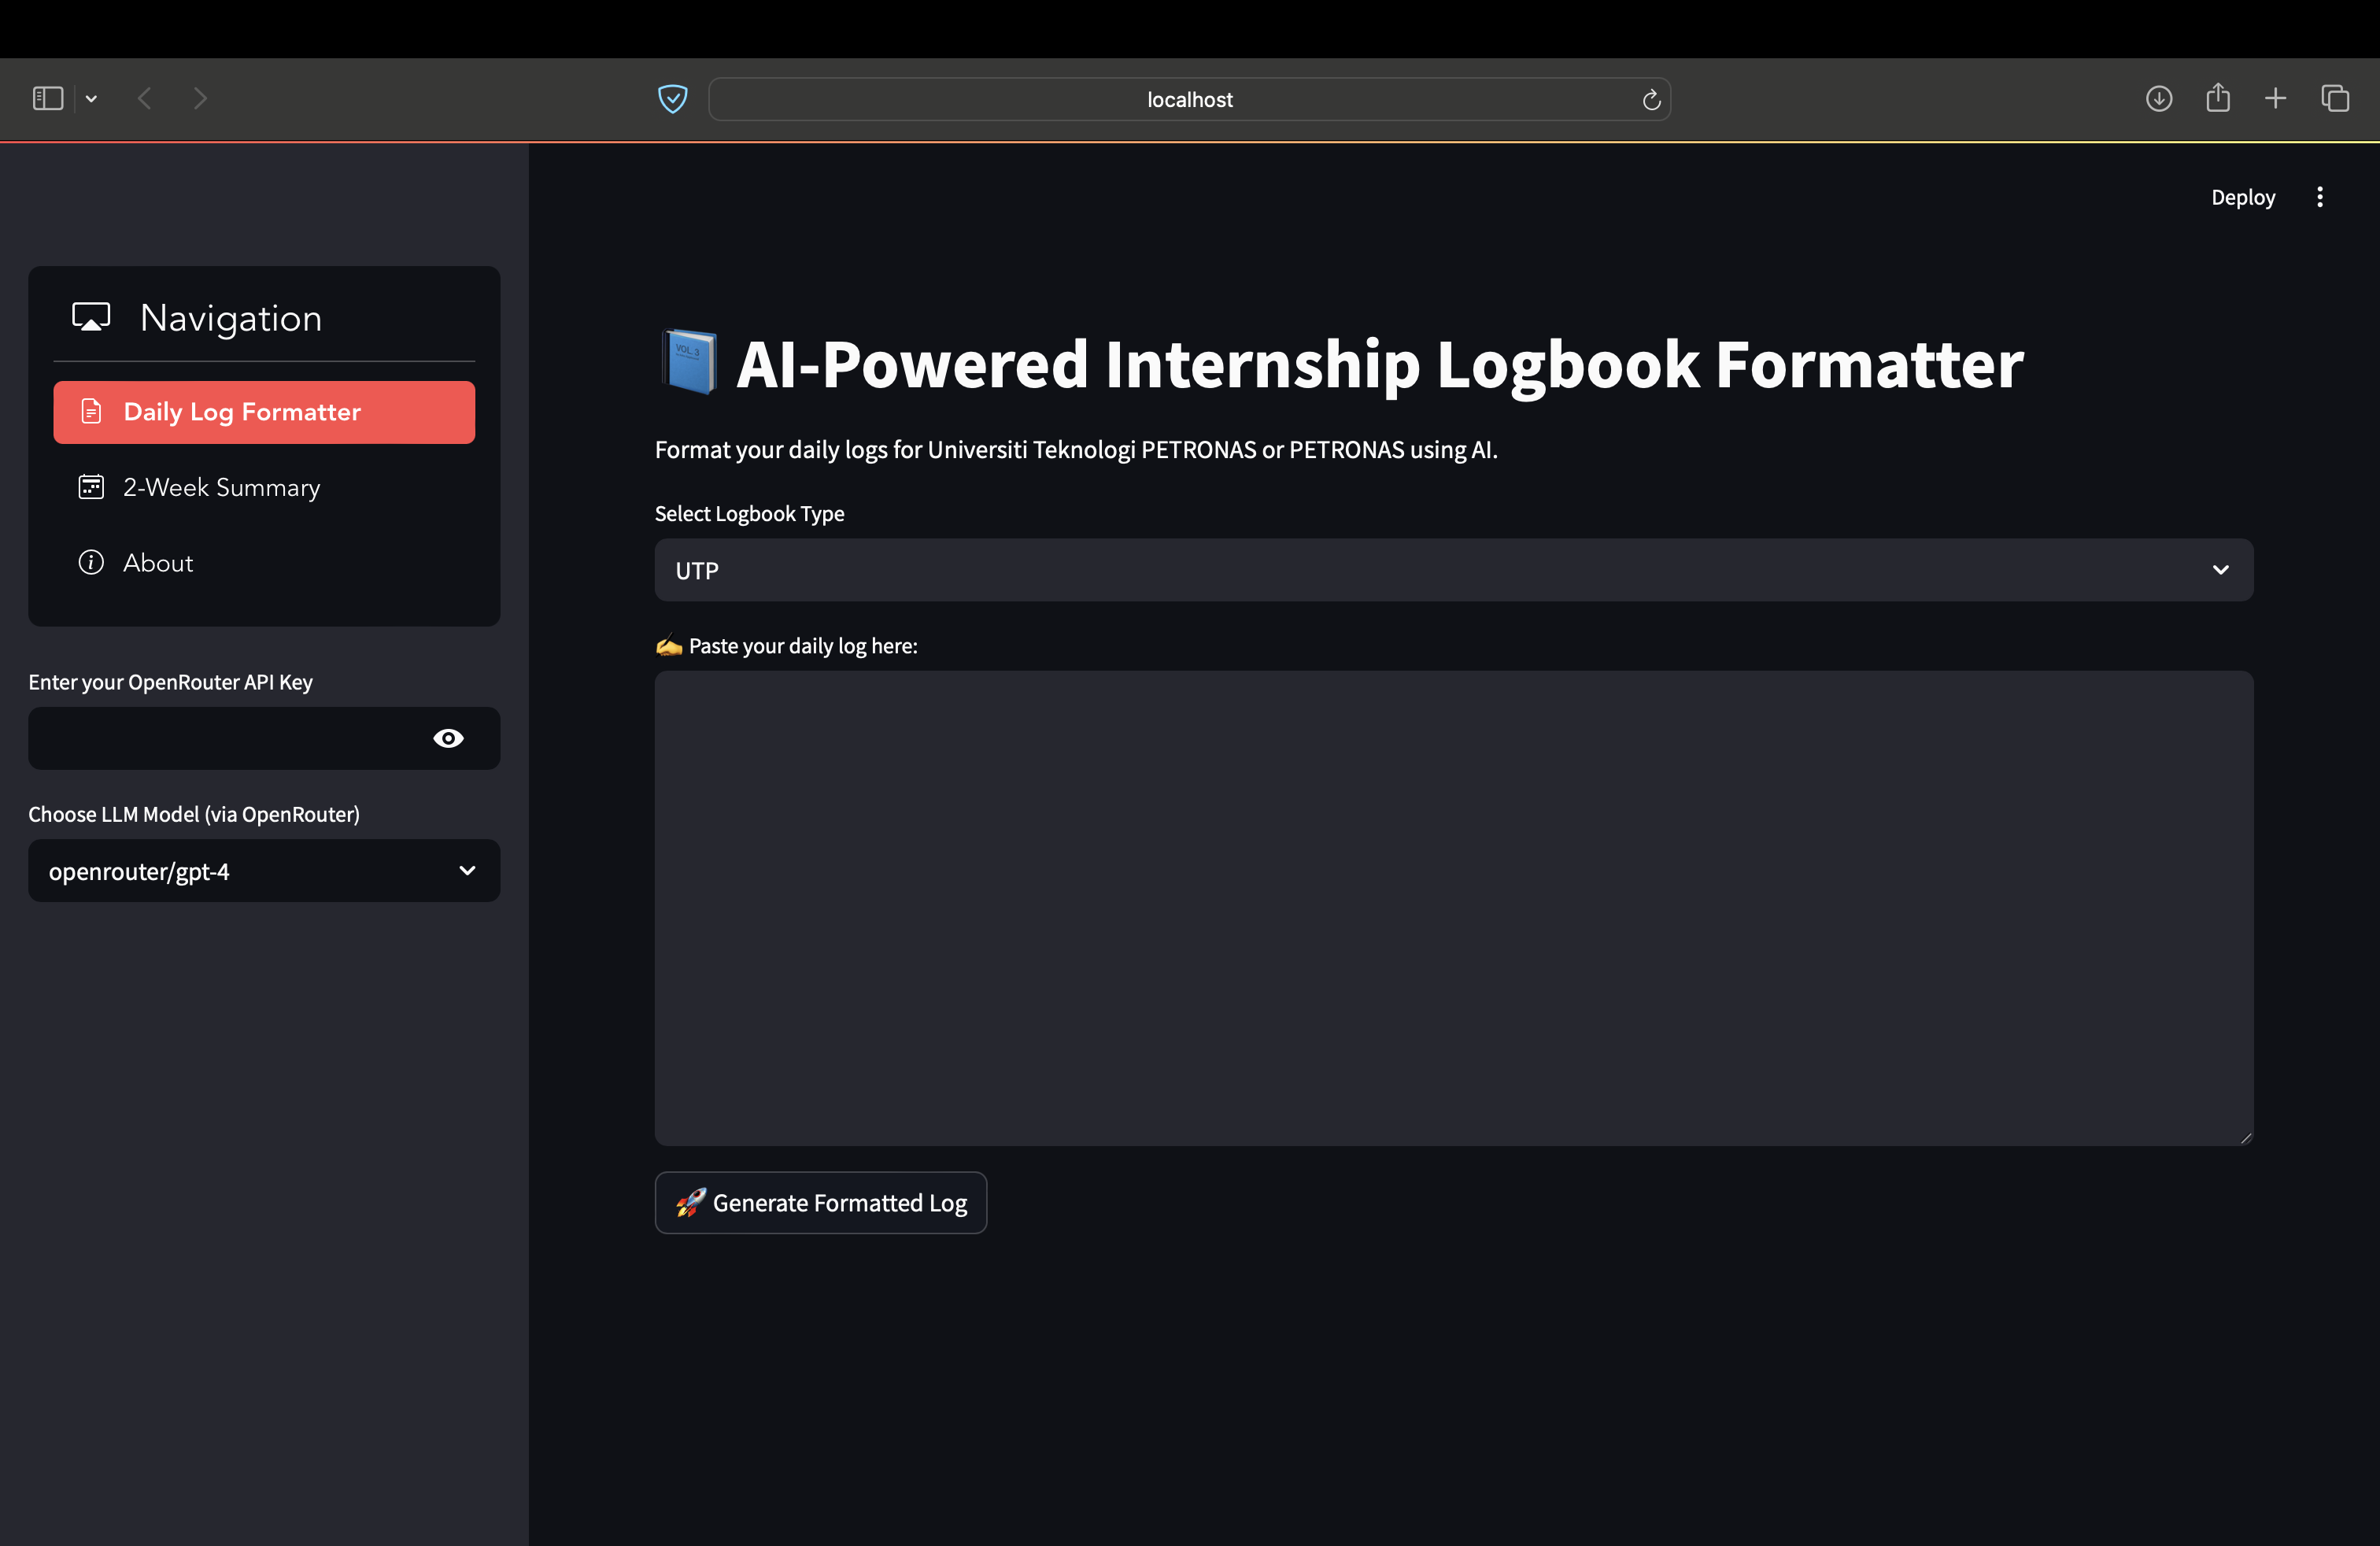 localhost
Deploy
Navigation
Daily Log Formatter
2-Week Summary
About
Enter your OpenRouter API Key
Choose LLM Model (via OpenRouter)
openrouter/gpt-4
VOL. 3
AI-Powered Internship Logbook Formatter
Format your daily logs for Universiti Teknologi PETRONAS or PETRONAS using AI.
Select Logbook Type
UTP
✍️ Paste your daily log here:
🚀 Generate Formatted Log